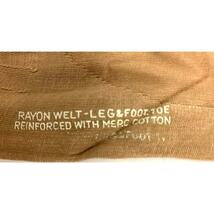 RAYON WELT-LEG&FOOT.TOE
REINFORCED WITH MERC COTTON